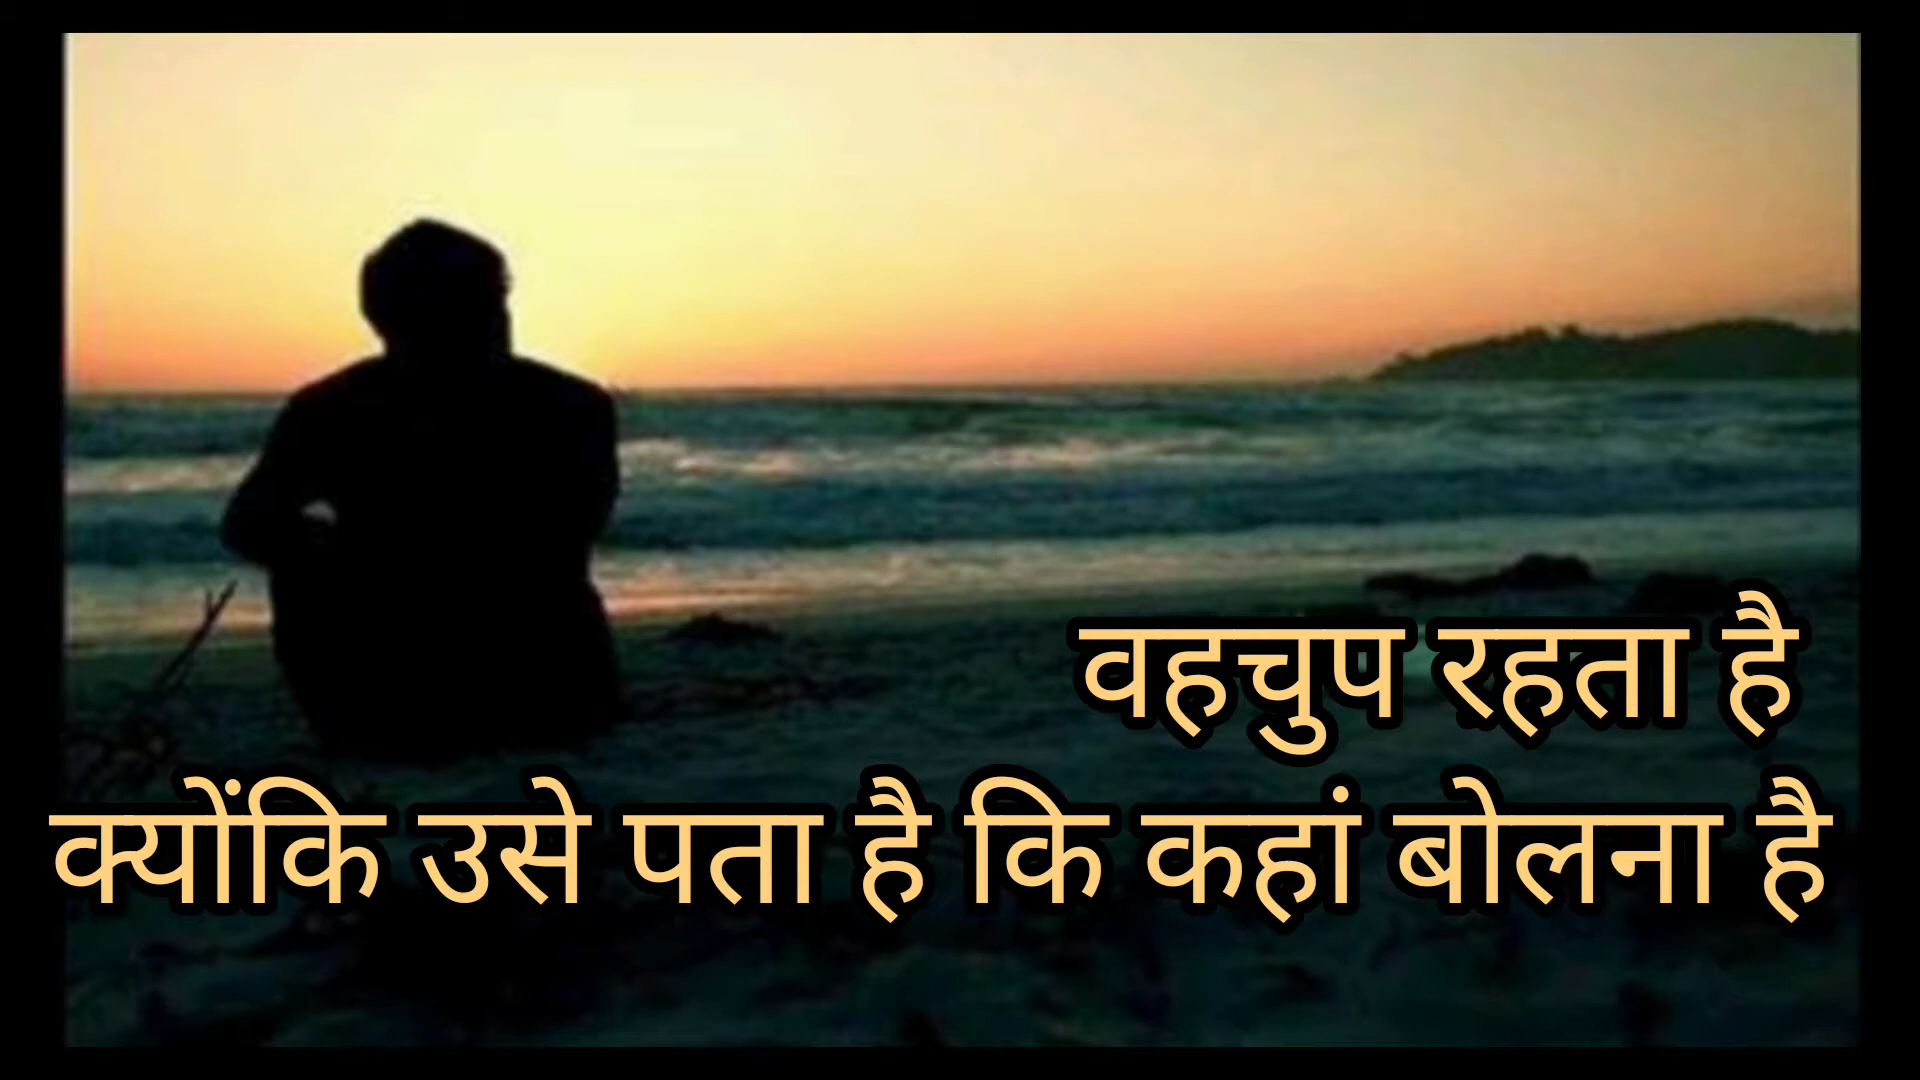 वहचुप रहता है
क्योंकि उसे पता है कि कहां बोलना है